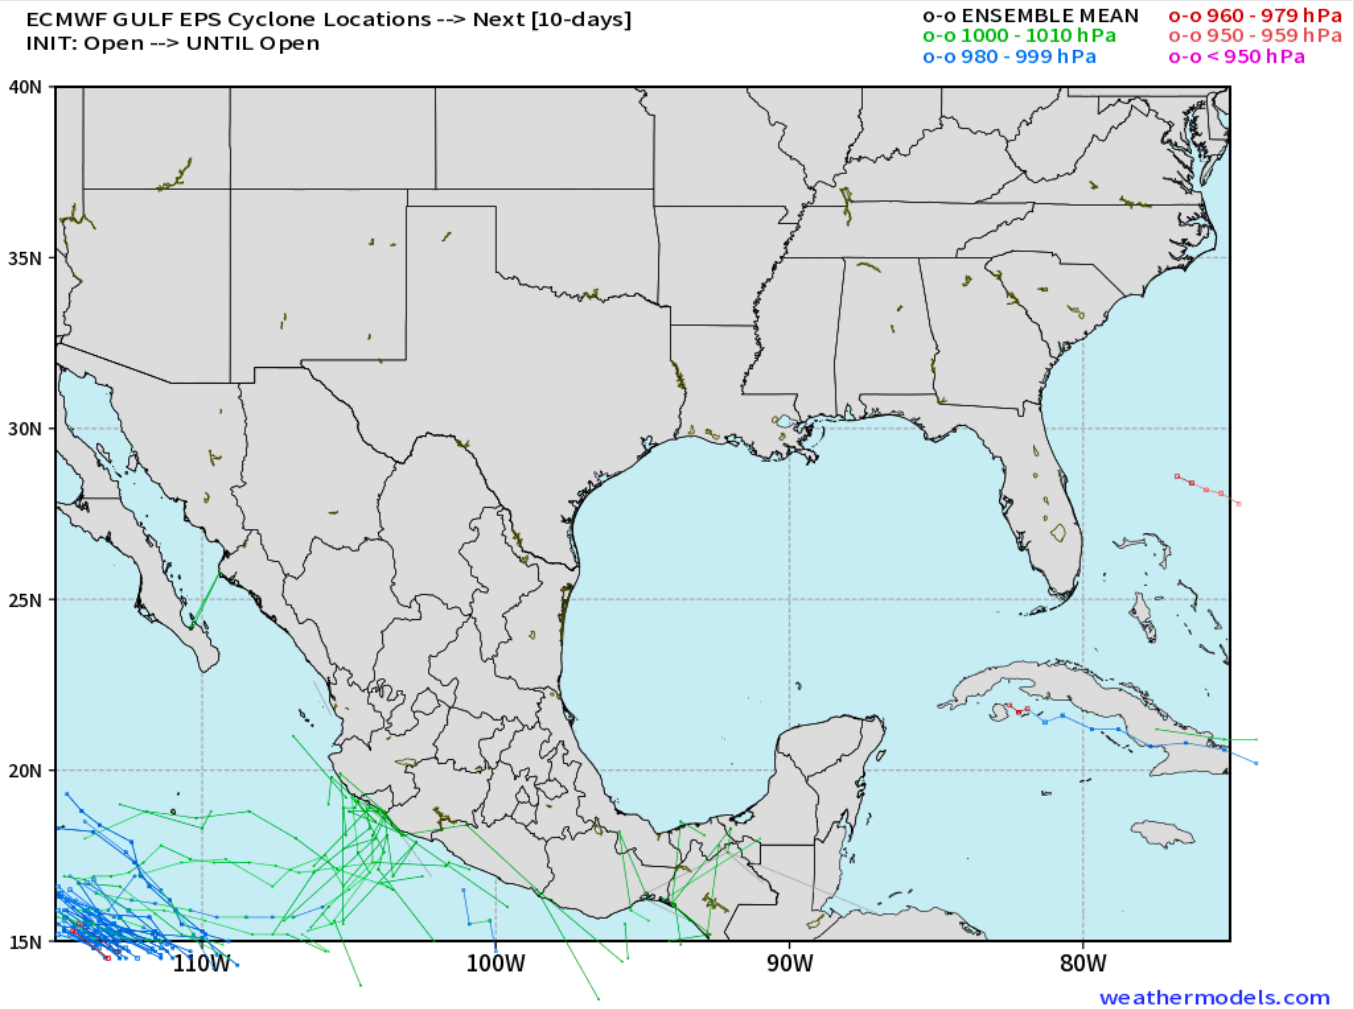 ECMWF GULF EPS Cyclone Locations --> Next [10-days]
INIT: Open --> UNTIL Open
o-o ENSEMBLE MEAN
o-o 1000 - 1010 hPa
o-o 980 - 999 hPa
o-o 960 - 979 hPa
o-o 950 - 959 hPa
o-o < 950 hPa
40N
35N
30N
25N
20N
15N
110W
100W
90W
80W
weathermodels.com